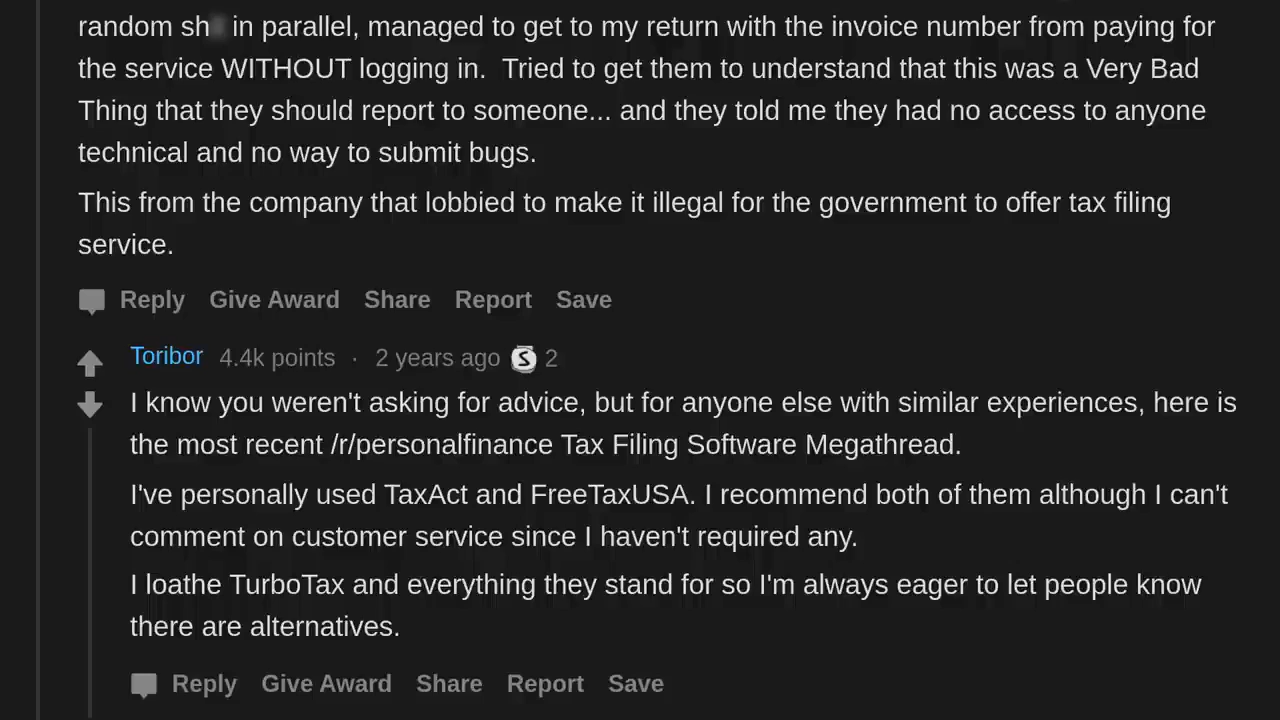 random sh in parallel, managed to get to my return with the invoice number from paying for
the service WITHOUT logging in. Tried to get them to understand that this was a Very Bad
Thing that they should report to someone... and they told me they had no access to anyone
technical and no way to submit bugs.
This from the company that lobbied to make it illegal for the government to offer tax filing
service.
Reply Give Award Share Report Save
Toribor 4.4k points · 2 years ago S 2
I know you weren't asking for advice, but for anyone else with similar experiences, here is
the most recent /r/personalfinance Tax Filing Software Megathread.
I've personally used TaxAct and FreeTaxUSA. I recommend both of them although I can't
comment on customer service since I haven't required any.
I loathe TurboTax and everything they stand for so I'm always eager to let people know
there are alternatives.
Reply Give Award Share Report Save